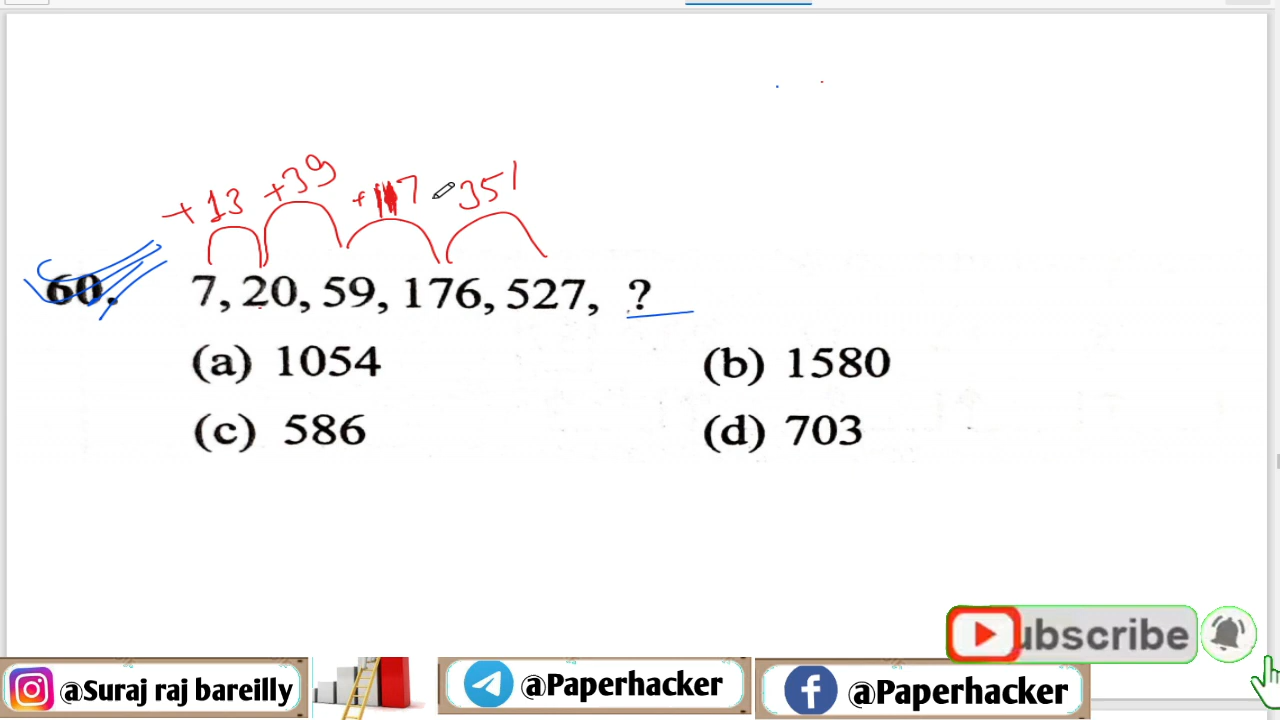 +13 +39 +117 351
60. 7, 20, 59, 176, 527, ?
(a) 1054 (b) 1580
(c) 586 (d) 703
ubscribe
@Suraj raj bareilly @Paperhacker @Paperhacker